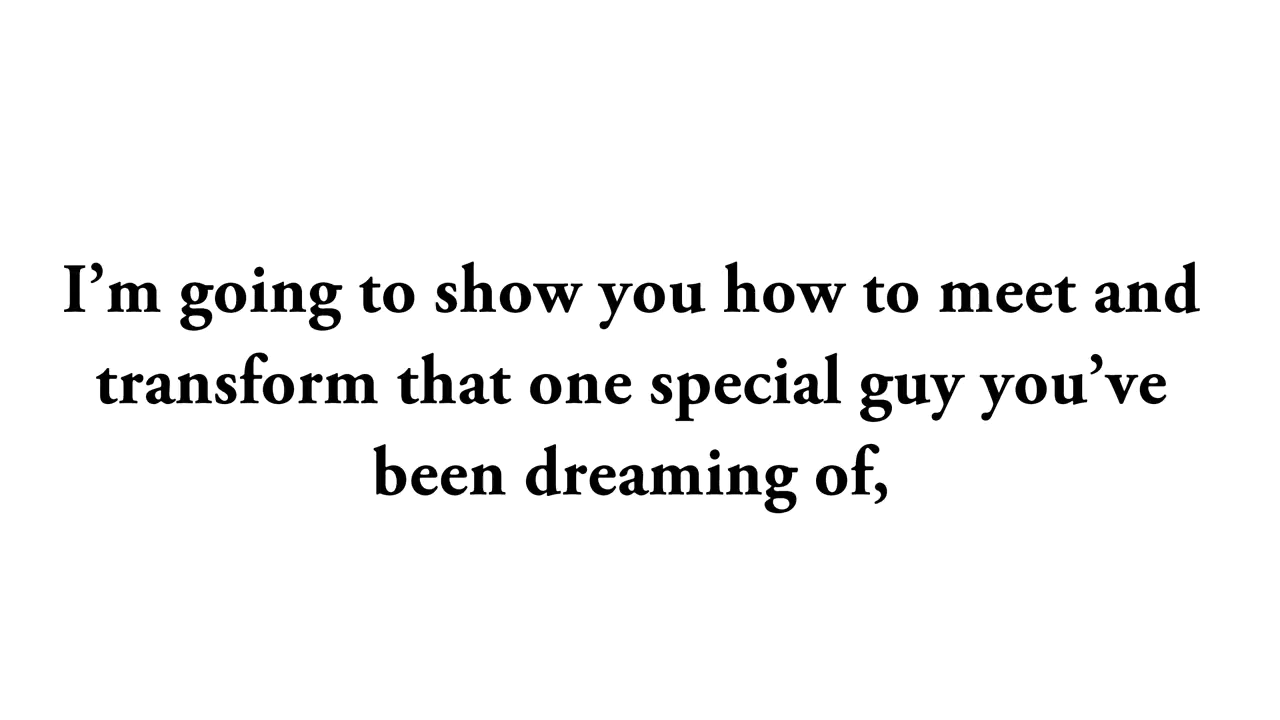 I’m going to show you how to meet and
transform that one special guy you’ve
been dreaming of,